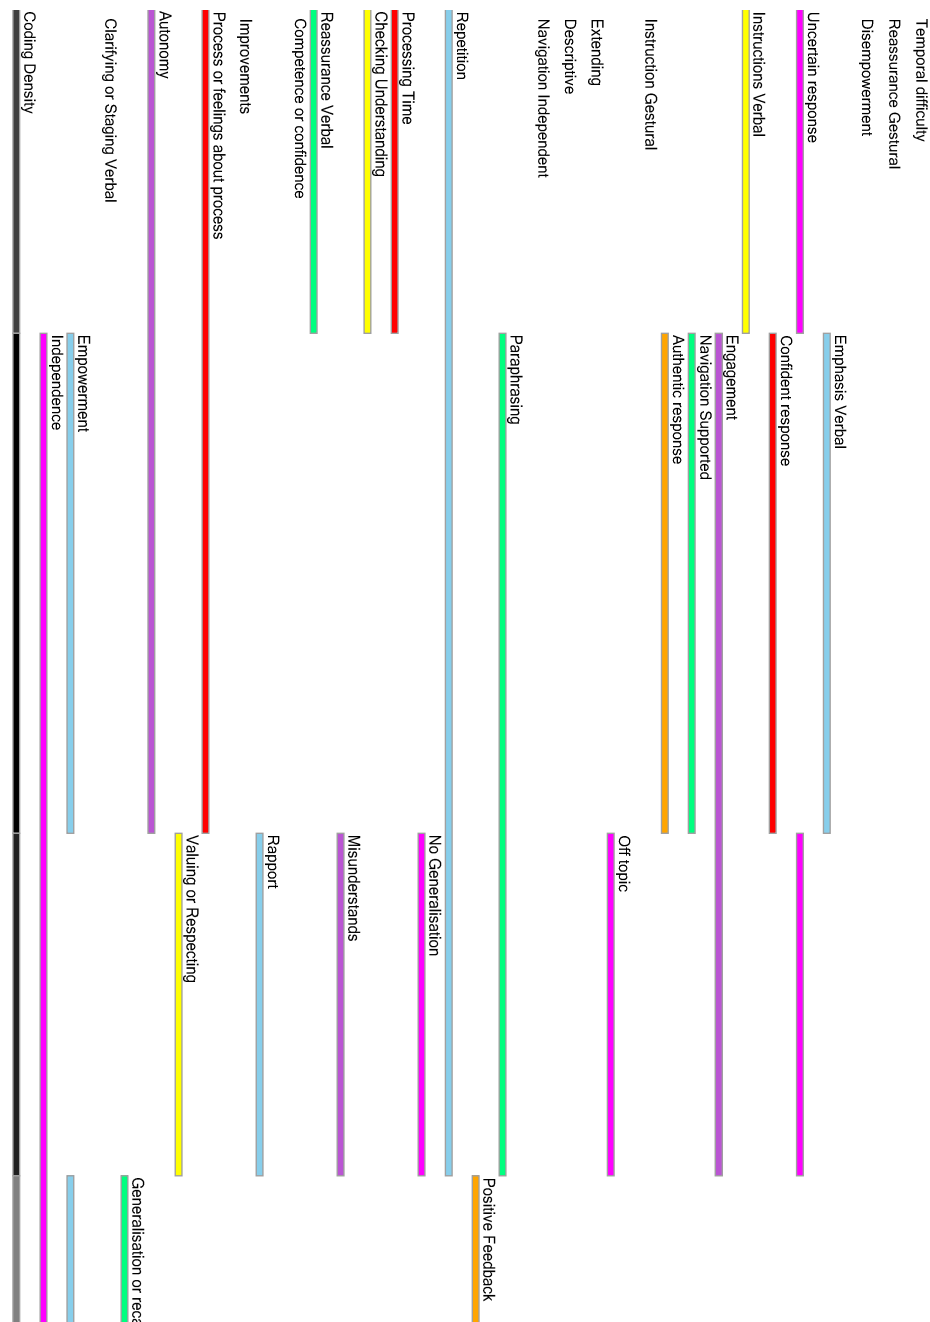 Temporal difficulty
Reassurance Gestural
Disempowerment
Emphasis Verbal
Uncertain response
Confident response
Instructions Verbal
Engagement
Navigation Supported
Authentic response
Instruction Gestural
Off topic
Extending
Descriptive
Navigation Independent
Paraphrasing
Positive Feedback
Repetition
No Generalisation
Processing Time
Checking Understanding
Misunderstands
Reassurance Verbal
Competence or confidence
Rapport
Improvements
Process or feelings about process
Valuing or Respecting
Autonomy
Generalisation or reca
Clarifying or Staging Verbal
Empowerment
Independence
Coding Density